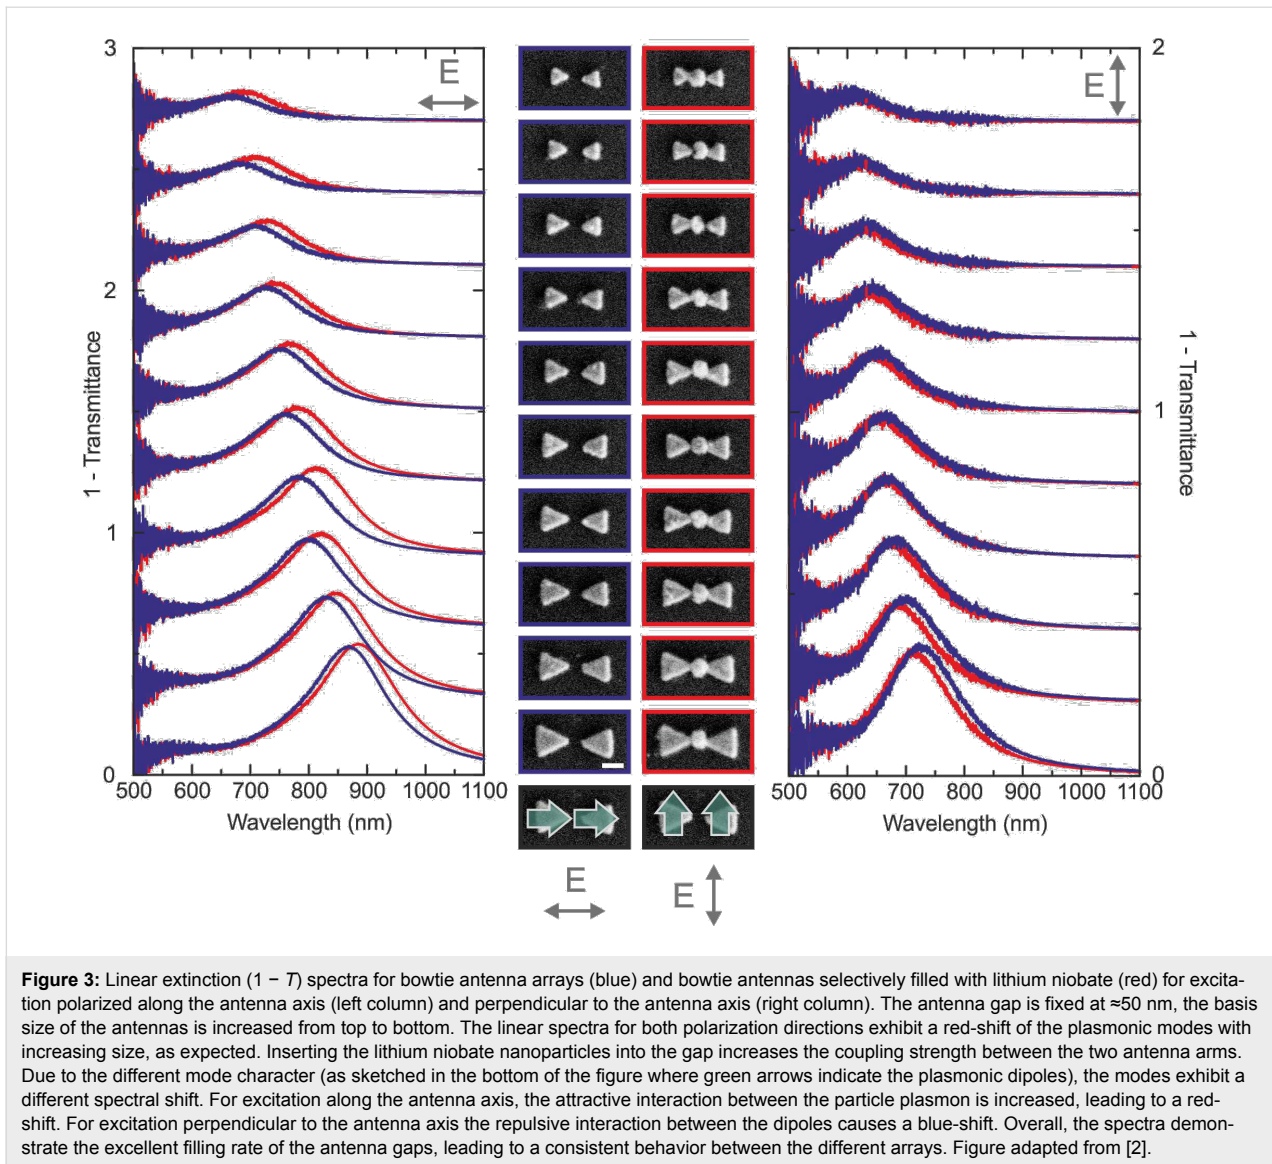 3
2
1
0
1 - Transmittance
500 600 700 800 900 1000 1100
Wavelength (nm)
E
E
E
E
2
1
0
1 - Transmittance
500 600 700 800 900 1000 1100
Wavelength (nm)
Figure 3: Linear extinction (1 − T) spectra for bowtie antenna arrays (blue) and bowtie antennas selectively filled with lithium niobate (red) for excita-
tion polarized along the antenna axis (left column) and perpendicular to the antenna axis (right column). The antenna gap is fixed at ≈50 nm, the basis
size of the antennas is increased from top to bottom. The linear spectra for both polarization directions exhibit a red-shift of the plasmonic modes with
increasing size, as expected. Inserting the lithium niobate nanoparticles into the gap increases the coupling strength between the two antenna arms.
Due to the different mode character (as sketched in the bottom of the figure where green arrows indicate the plasmonic dipoles), the modes exhibit a
different spectral shift. For excitation along the antenna axis, the attractive interaction between the particle plasmon is increased, leading to a red-
shift. For excitation perpendicular to the antenna axis the repulsive interaction between the dipoles causes a blue-shift. Overall, the spectra demon-
strate the excellent filling rate of the antenna gaps, leading to a consistent behavior between the different arrays. Figure adapted from [2].